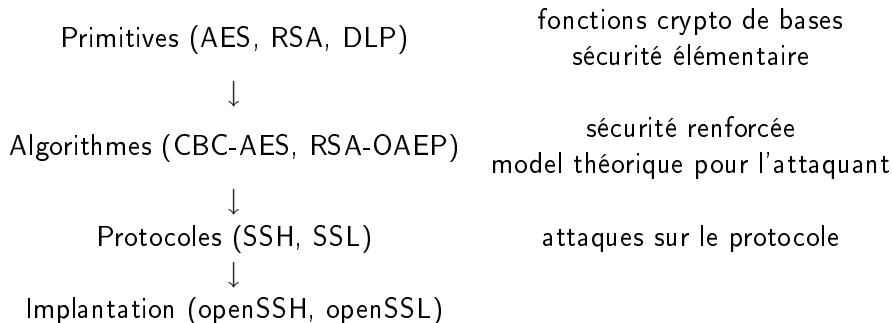 Primitives (AES, RSA, DLP)
fonctions crypto de bases
sécurité élémentaire
↓
Algorithmes (CBC-AES, RSA-OAEP)
sécurité renforcée
model théorique pour l'attaquant
↓
Protocoles (SSH, SSL)
attaques sur le protocole
↓
Implantation (openSSH, openSSL)